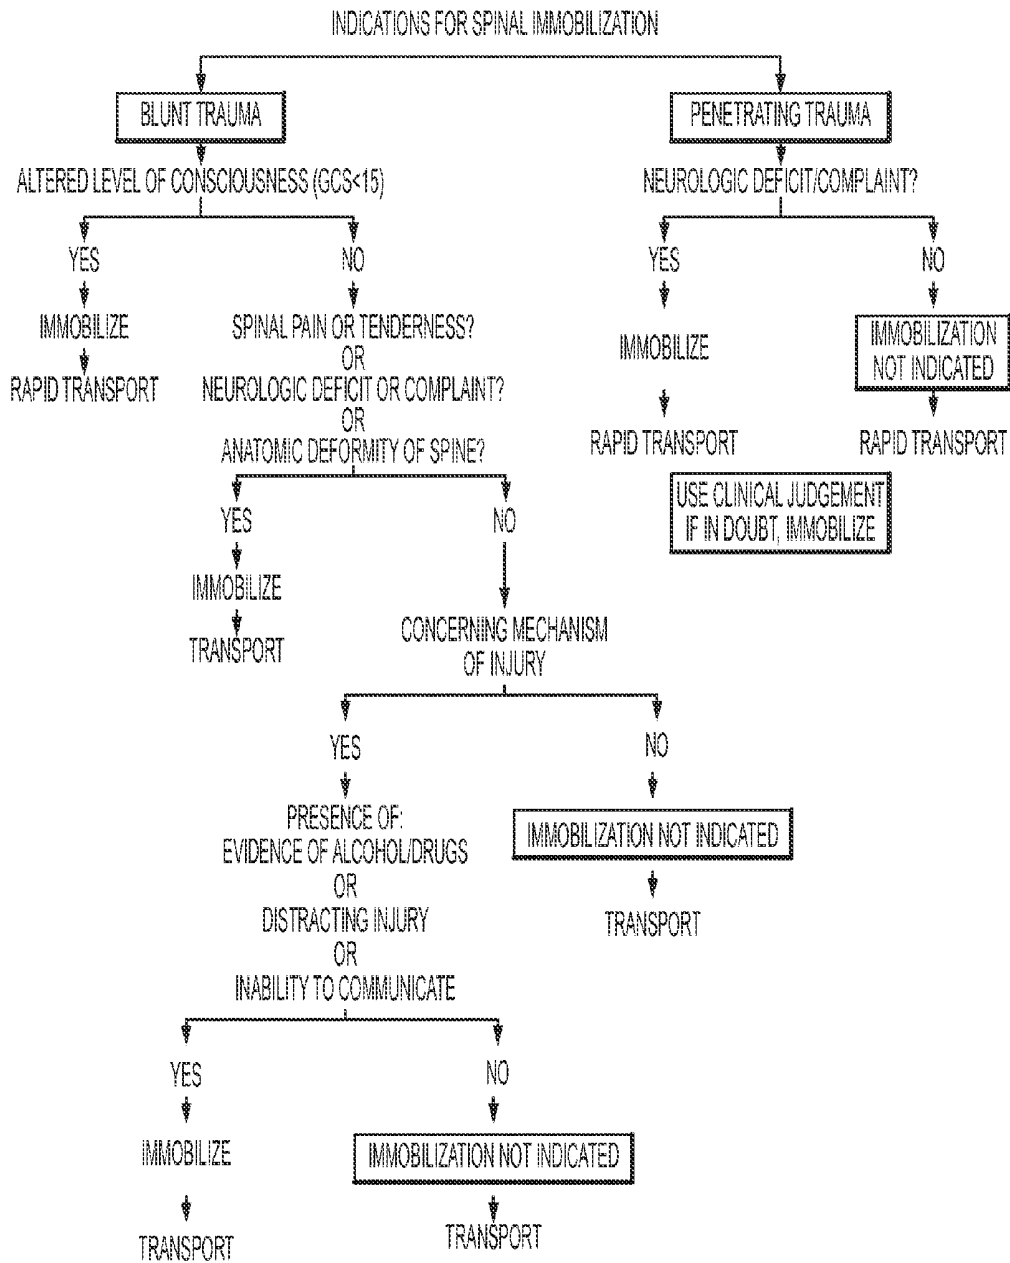 INDICATIONS FOR SPINAL IMMOBILIZATION
BLUNT TRAUMA
PENETRATING TRAUMA
ALTERED LEVEL OF CONSCIOUSNESS (GCS<15)
NEUROLOGIC DEFICIT/COMPLAINT?
YES
NO
YES
NO
IMMOBILIZE
RAPID TRANSPORT
SPINAL PAIN OR TENDERNESS?
OR
NEUROLOGIC DEFICIT OR COMPLAINT?
OR
ANATOMIC DEFORMITY OF SPINE?
IMMOBILIZE
RAPID TRANSPORT
IMMOBILIZATION
NOT INDICATED
RAPID TRANSPORT
USE CLINICAL JUDGEMENT
IF IN DOUBT, IMMOBILIZE
YES
NO
IMMOBILIZE
TRANSPORT
CONCERNING MECHANISM
OF INJURY
YES
NO
PRESENCE OF:
EVIDENCE OF ALCOHOL/DRUGS
OR
DISTRACTING INJURY
OR
INABILITY TO COMMUNICATE
IMMOBILIZATION NOT INDICATED
TRANSPORT
YES
NO
IMMOBILIZE
TRANSPORT
IMMOBILIZATION NOT INDICATED
TRANSPORT